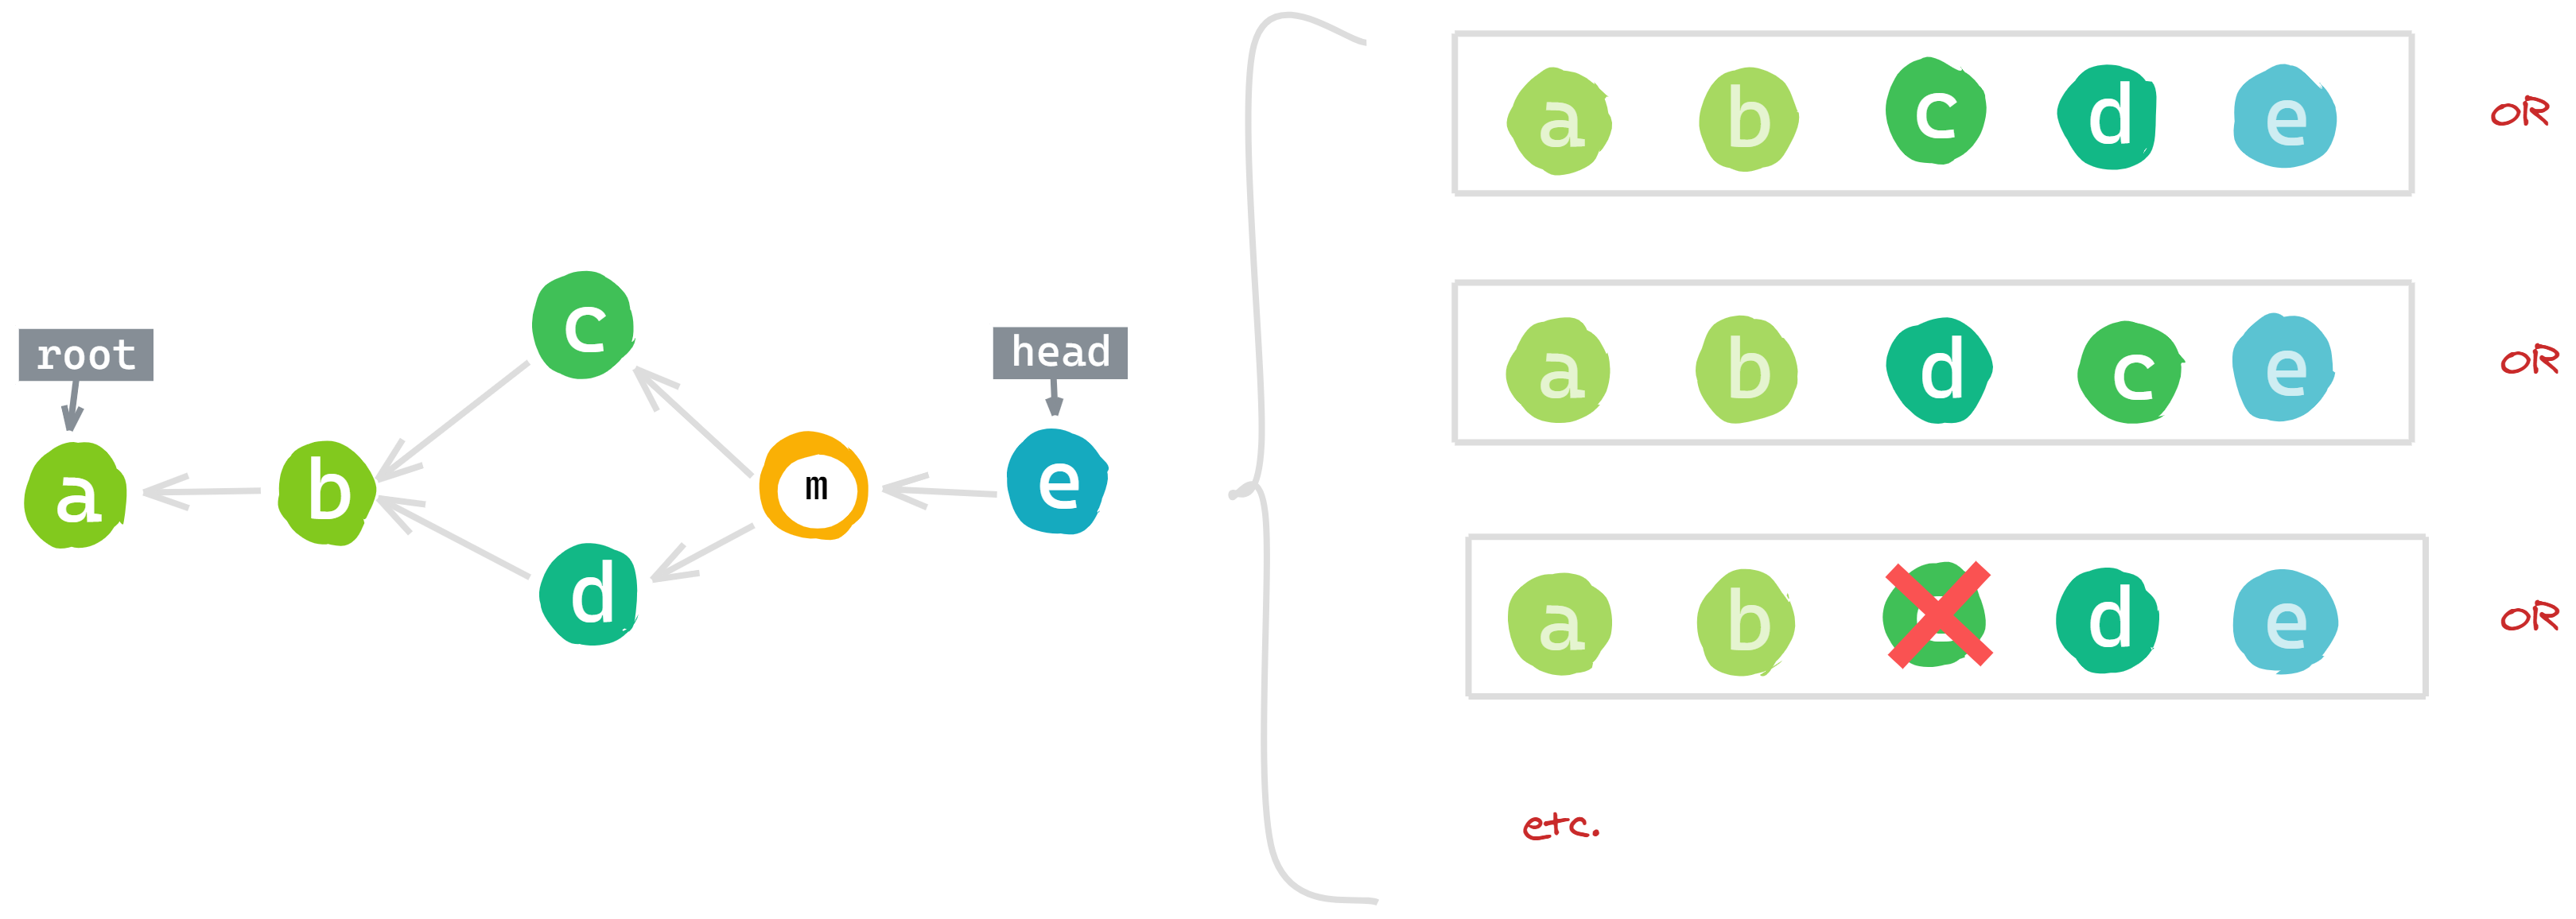 root
a
b
c
d
m
head
e
a b c d e OR
a b d c e OR
a b d e OR
etc.